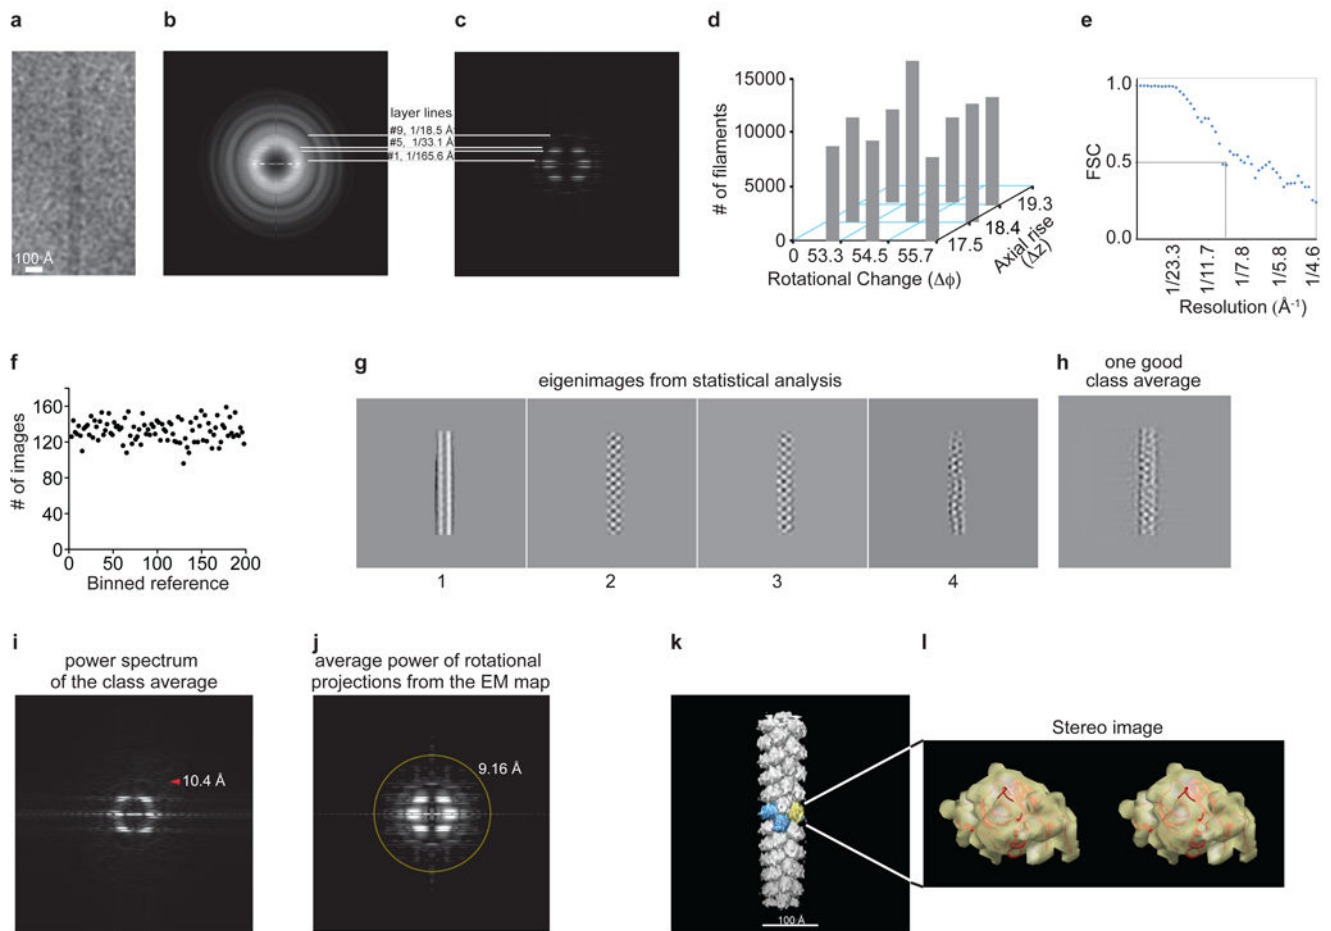 a
b
c
d
e
100 Å
layer lines
#9, 1/18.5 Å
#5, 1/33.1 Å
#1, 1/165.6 Å
# of filaments
15000
10000
5000
0
0 53.3 54.5 55.7
17.5
18.4
19.3
Rotational Change (Δϕ)
Axial rise
(Δz)
FSC
1.0
0.5
0.0
1/23.3
1/11.7
1/7.8
1/5.8
1/4.6
Resolution (Å-1)
f
# of images
160
120
80
40
0
0 50 100 150 200
Binned reference
g
eigenimages from statistical analysis
1 2 3 4
h
one good
class average
i
power spectrum
of the class average
10.4 Å
j
average power of rotational
projections from the EM map
9.16 Å
k
100 Å
l
Stereo image